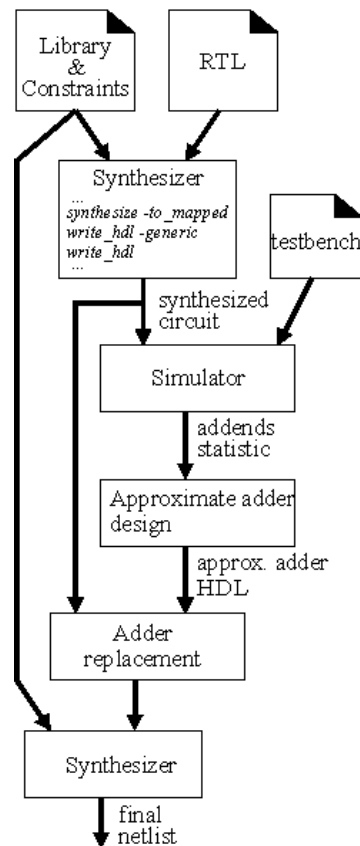 Library
&
Constraints
RTL
Synthesizer
...
synthesize -to_mapped
write_hdl -generic
write_hdl
...
testbench
synthesized
circuit
Simulator
addends
statistic
Approximate adder
design
approx. adder
HDL
Adder
replacement
Synthesizer
final
netlist